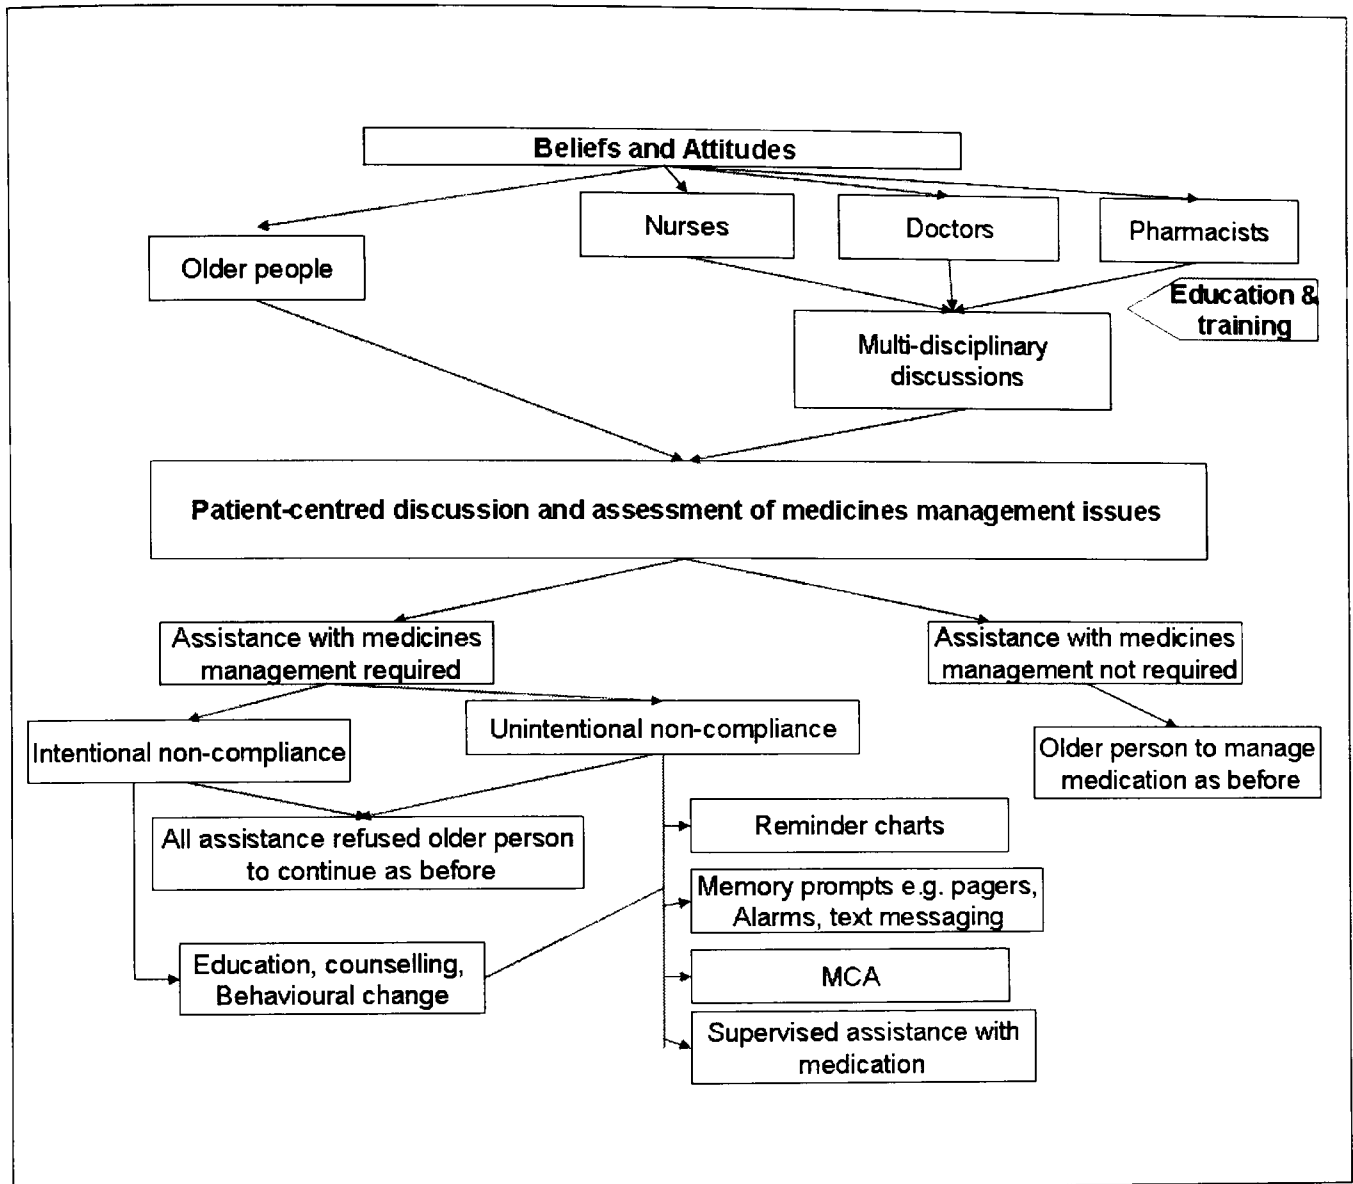 Beliefs and Attitudes
Nurses
Doctors
Pharmacists
Older people
Education &
training
Multi-disciplinary
discussions
Patient-centred discussion and assessment of medicines management issues
Assistance with medicines
management required
Assistance with medicines
management not required
Intentional non-compliance
Unintentional non-compliance
Older person to manage
medication as before
All assistance refused older person
to continue as before
Reminder charts
Memory prompts e.g. pagers,
Alarms, text messaging
Education, counselling,
Behavioural change
MCA
Supervised assistance with
medication